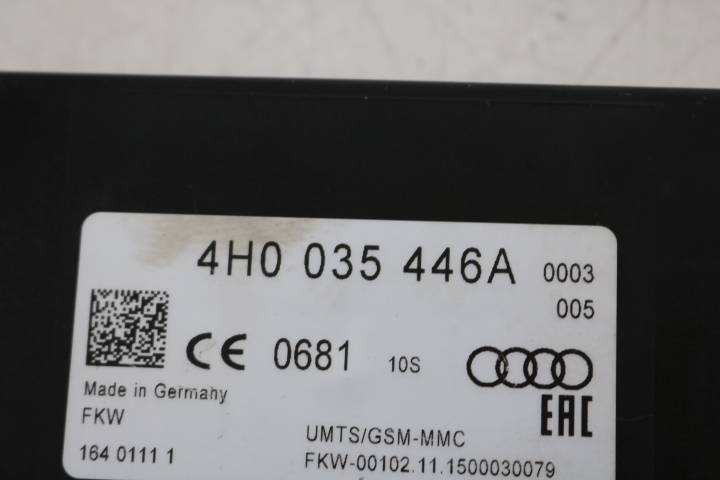 4H0 035 446A 0003
005
CE 0681 10S
Made in Germany
FKW
EAC
164 0111 1
UMTS/GSM-MMC
FKW-00102.11.1500030079